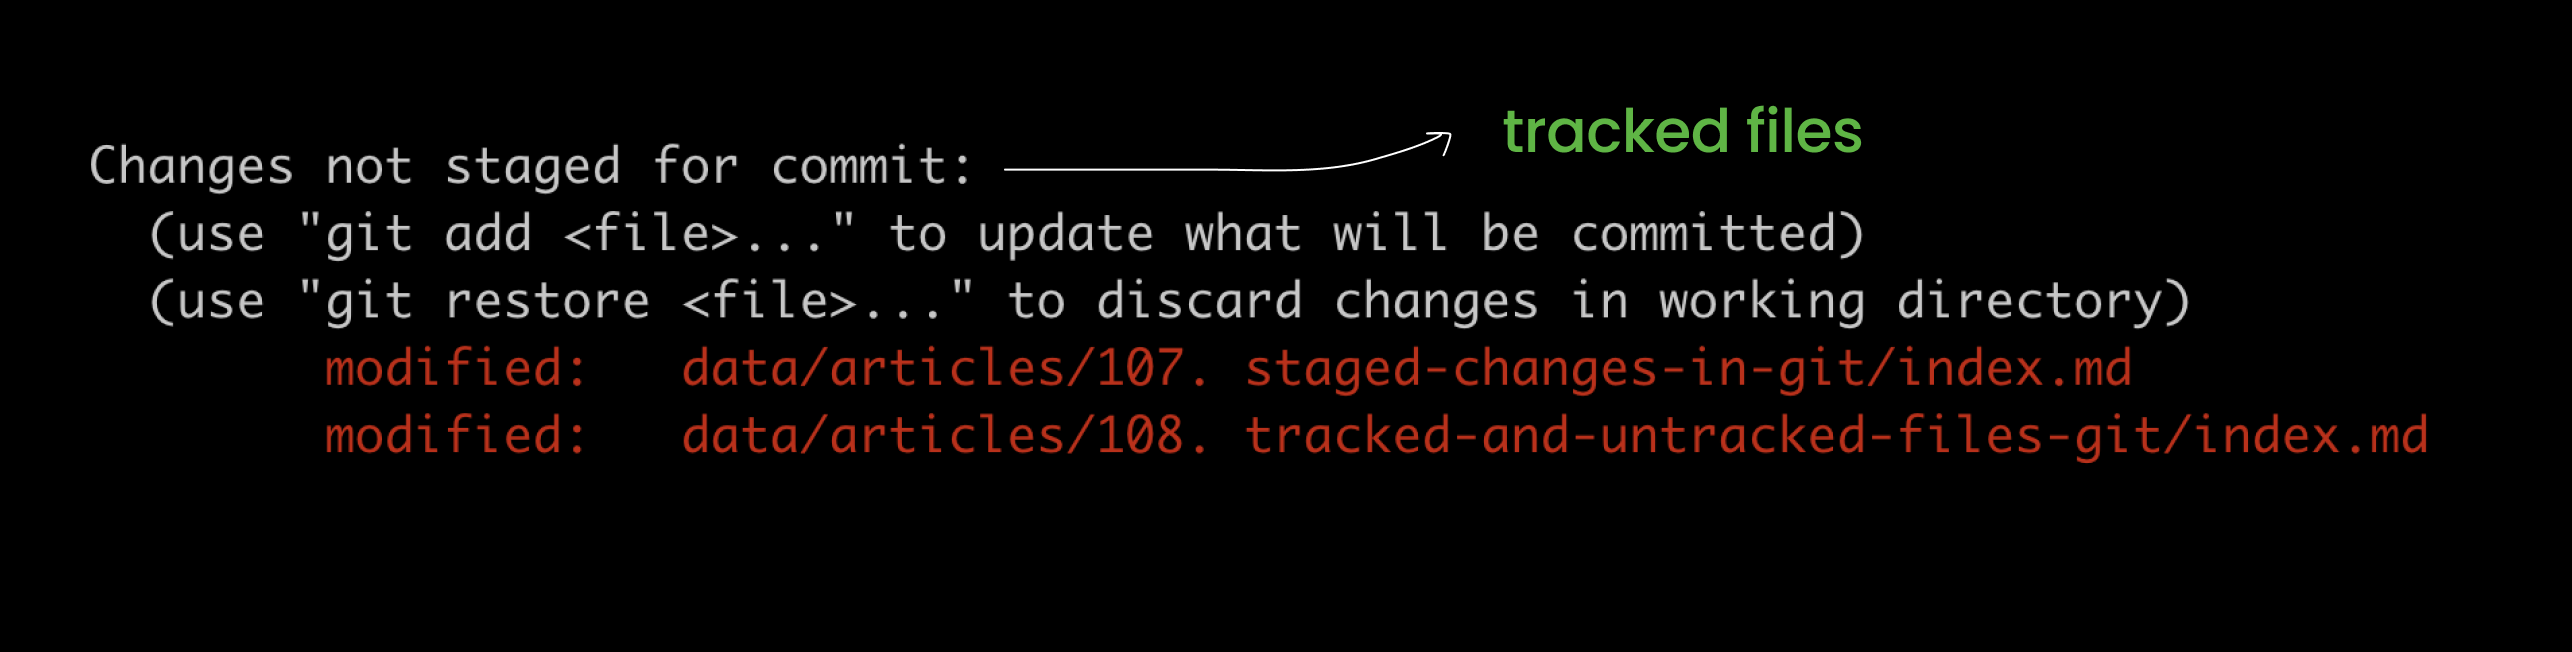 tracked files
Changes not staged for commit:
(use "git add <file>..." to update what will be committed)
(use "git restore <file>..." to discard changes in working directory)
modified:   data/articles/107. staged-changes-in-git/index.md
modified:   data/articles/108. tracked-and-untracked-files-git/index.md